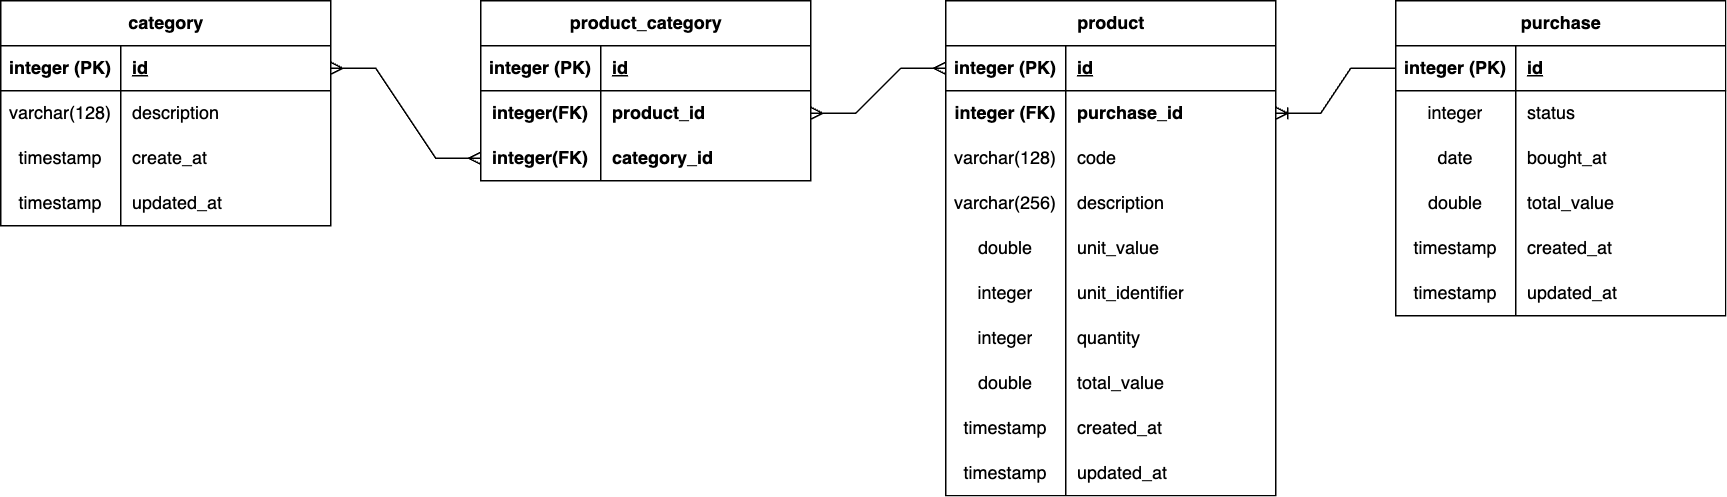 category
integer (PK) id
varchar(128) description
timestamp create_at
timestamp updated_at
product_category
integer (PK) id
integer(FK) product_id
integer(FK) category_id
product
integer (PK) id
integer (FK) purchase_id
varchar(128) code
varchar(256) description
double unit_value
integer unit_identifier
integer quantity
double total_value
timestamp created_at
timestamp updated_at
purchase
integer (PK) id
integer status
date bought_at
double total_value
timestamp created_at
timestamp updated_at